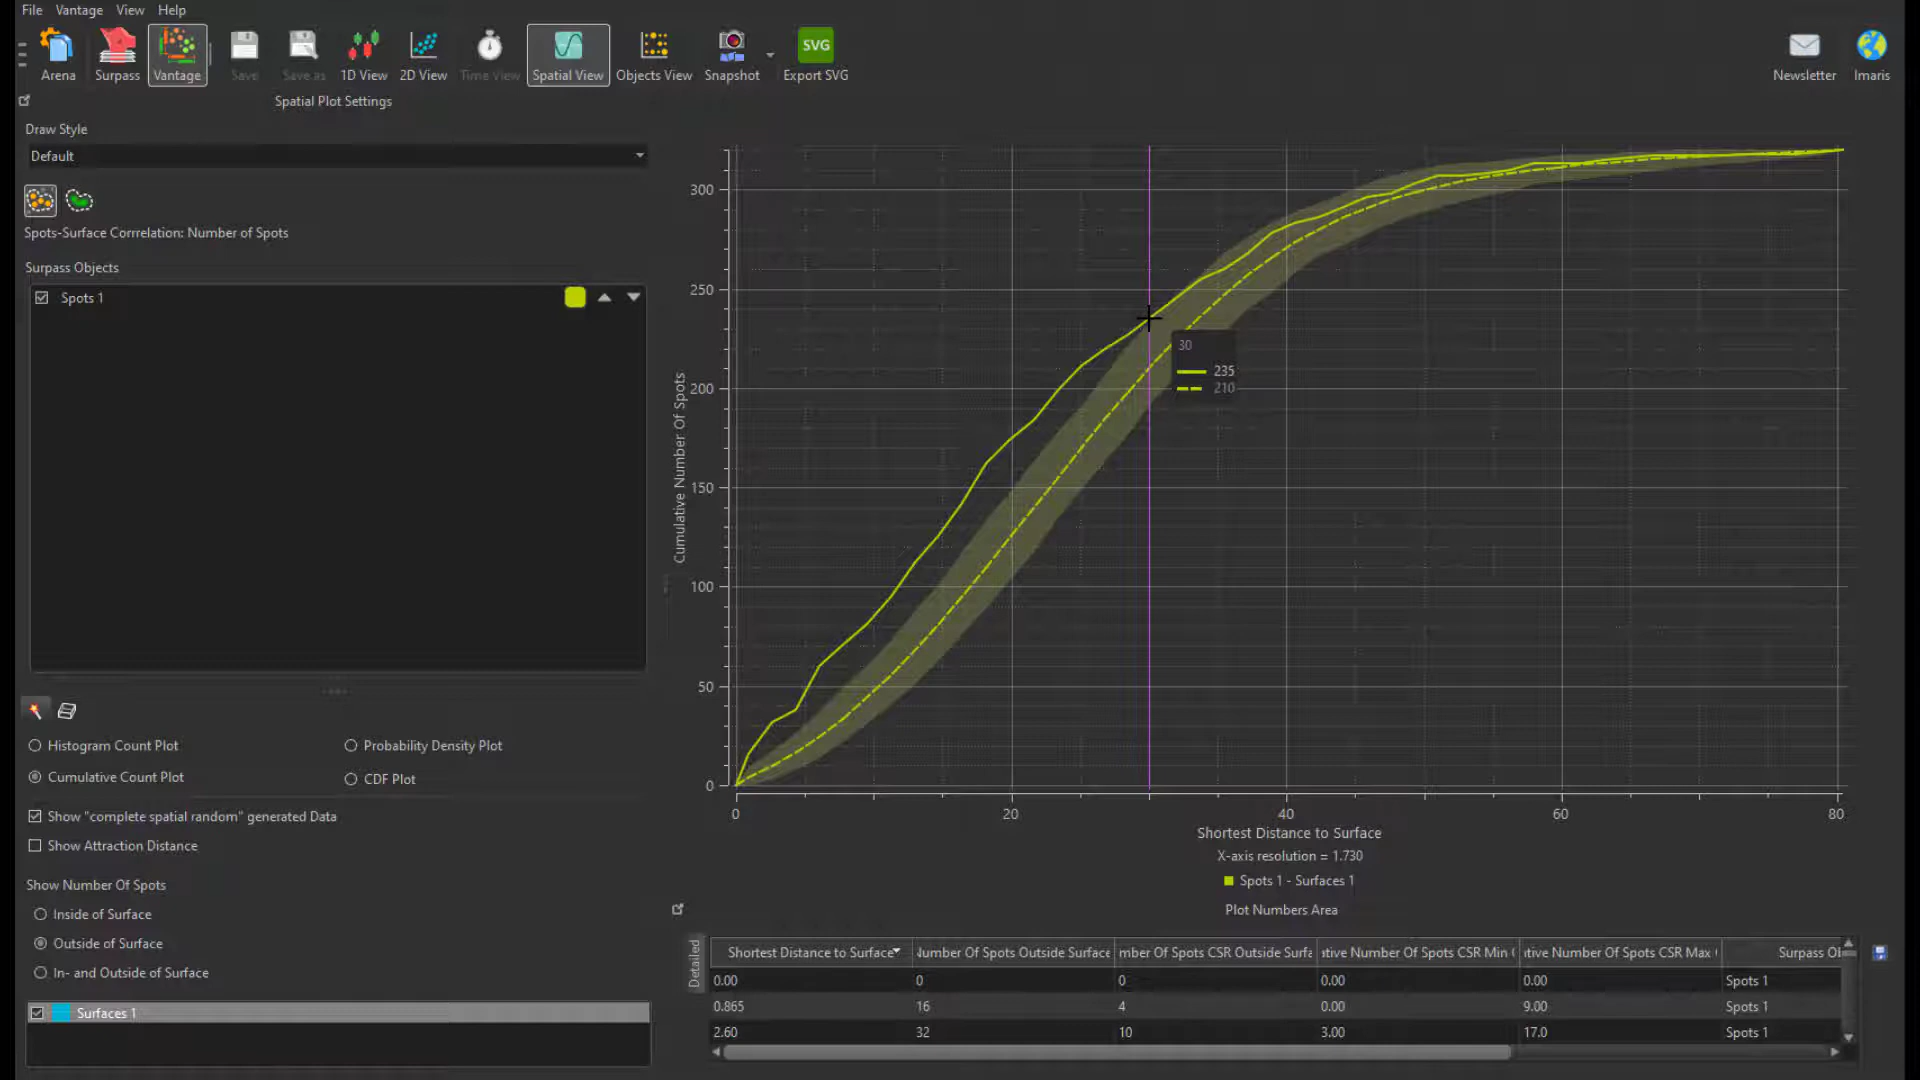 File Vantage View Help
Arena Surpass Vantage Save Save as 1D View 2D View Time View Spatial View Objects View Snapshot SVG Export SVG Newsletter Imaris
Spatial Plot Settings
Draw Style
Default
Spots-Surface Corrrelation: Number of Spots
Surpass Objects
Spots 1
Histogram Count Plot
Probability Density Plot
Cumulative Count Plot
CDF Plot
Show "complete spatial random" generated Data
Show Attraction Distance
Show Number Of Spots
Inside of Surface
Outside of Surface
In- and Outside of Surface
Surfaces 1
Cumulative Number Of Spots
300
250
200
150
100
50
0
30
235
210
0 20 40 60 80
Shortest Distance to Surface
X-axis resolution = 1.730
Spots 1 - Surfaces 1
Plot Numbers Area
Detailed
Shortest Distance to Surface Number Of Spots Outside Surface mber Of Spots CSR Outside Surfa ative Number Of Spots CSR Min ( ative Number Of Spots CSR Max ( Surpass Ol
0.00 0 0 0.00 0.00 Spots 1
0.865 16 4 0.00 9.00 Spots 1
2.60 32 10 3.00 17.0 Spots 1